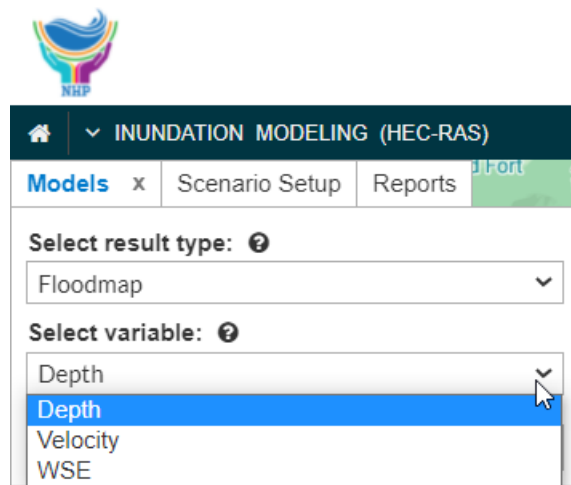 NHP
INUNDATION MODELING (HEC-RAS)
Models x Scenario Setup Reports
d Fort
Select result type:
Floodmap
Select variable:
Depth
Depth
Velocity
WSE